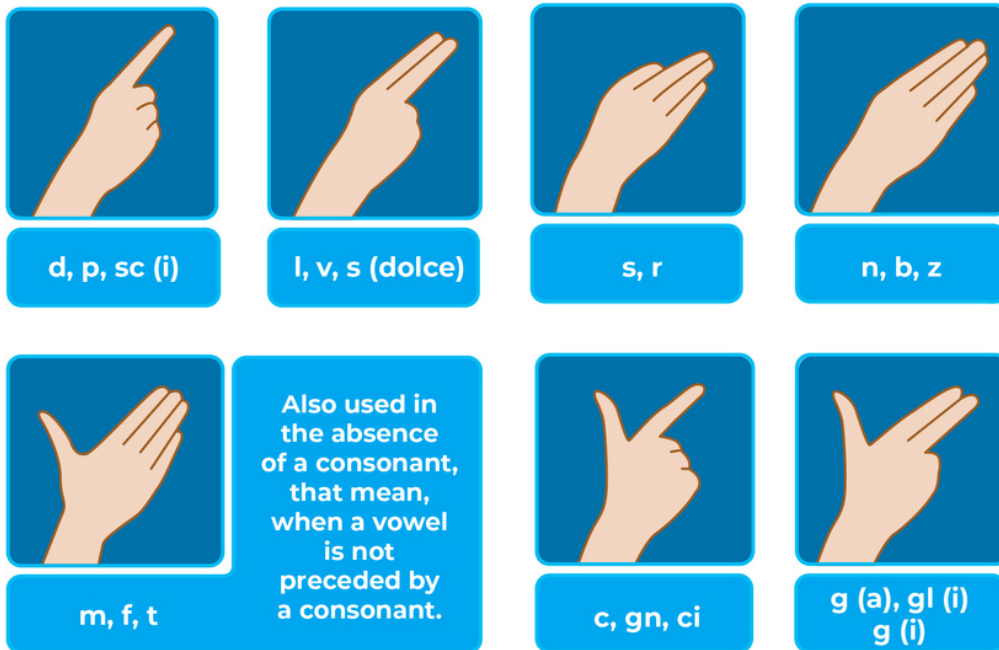 d, p, sc (i)
l, v, s (dolce)
s, r
n, b, z
Also used in
the absence
of a consonant,
that mean,
when a vowel
is not
preceded by
a consonant.
m, f, t
c, gn, ci
g (a), gl (i)
g (i)